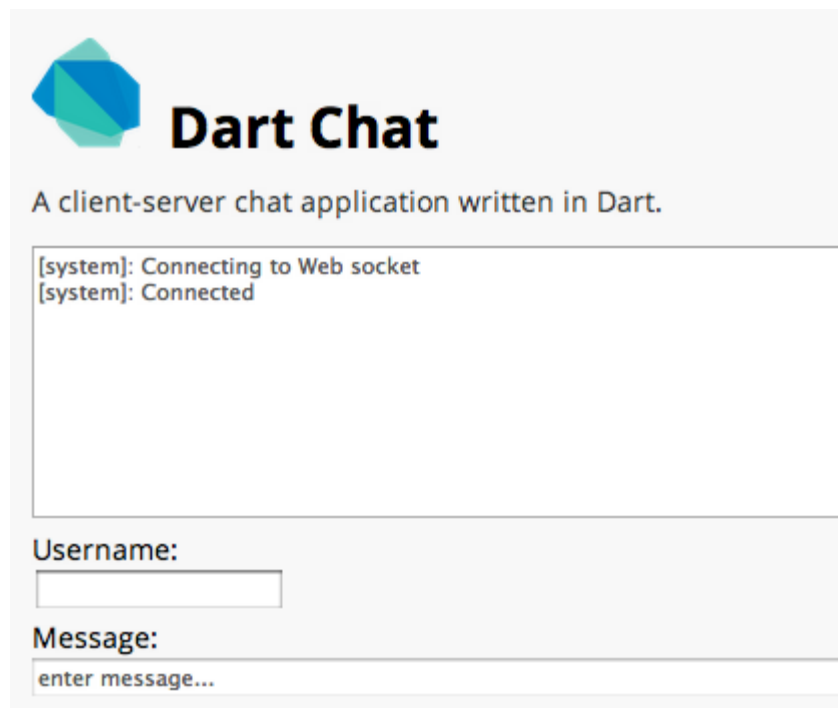 Dart Chat
A client-server chat application written in Dart.
[system]: Connecting to Web socket
[system]: Connected
Username:
Message:
enter message...